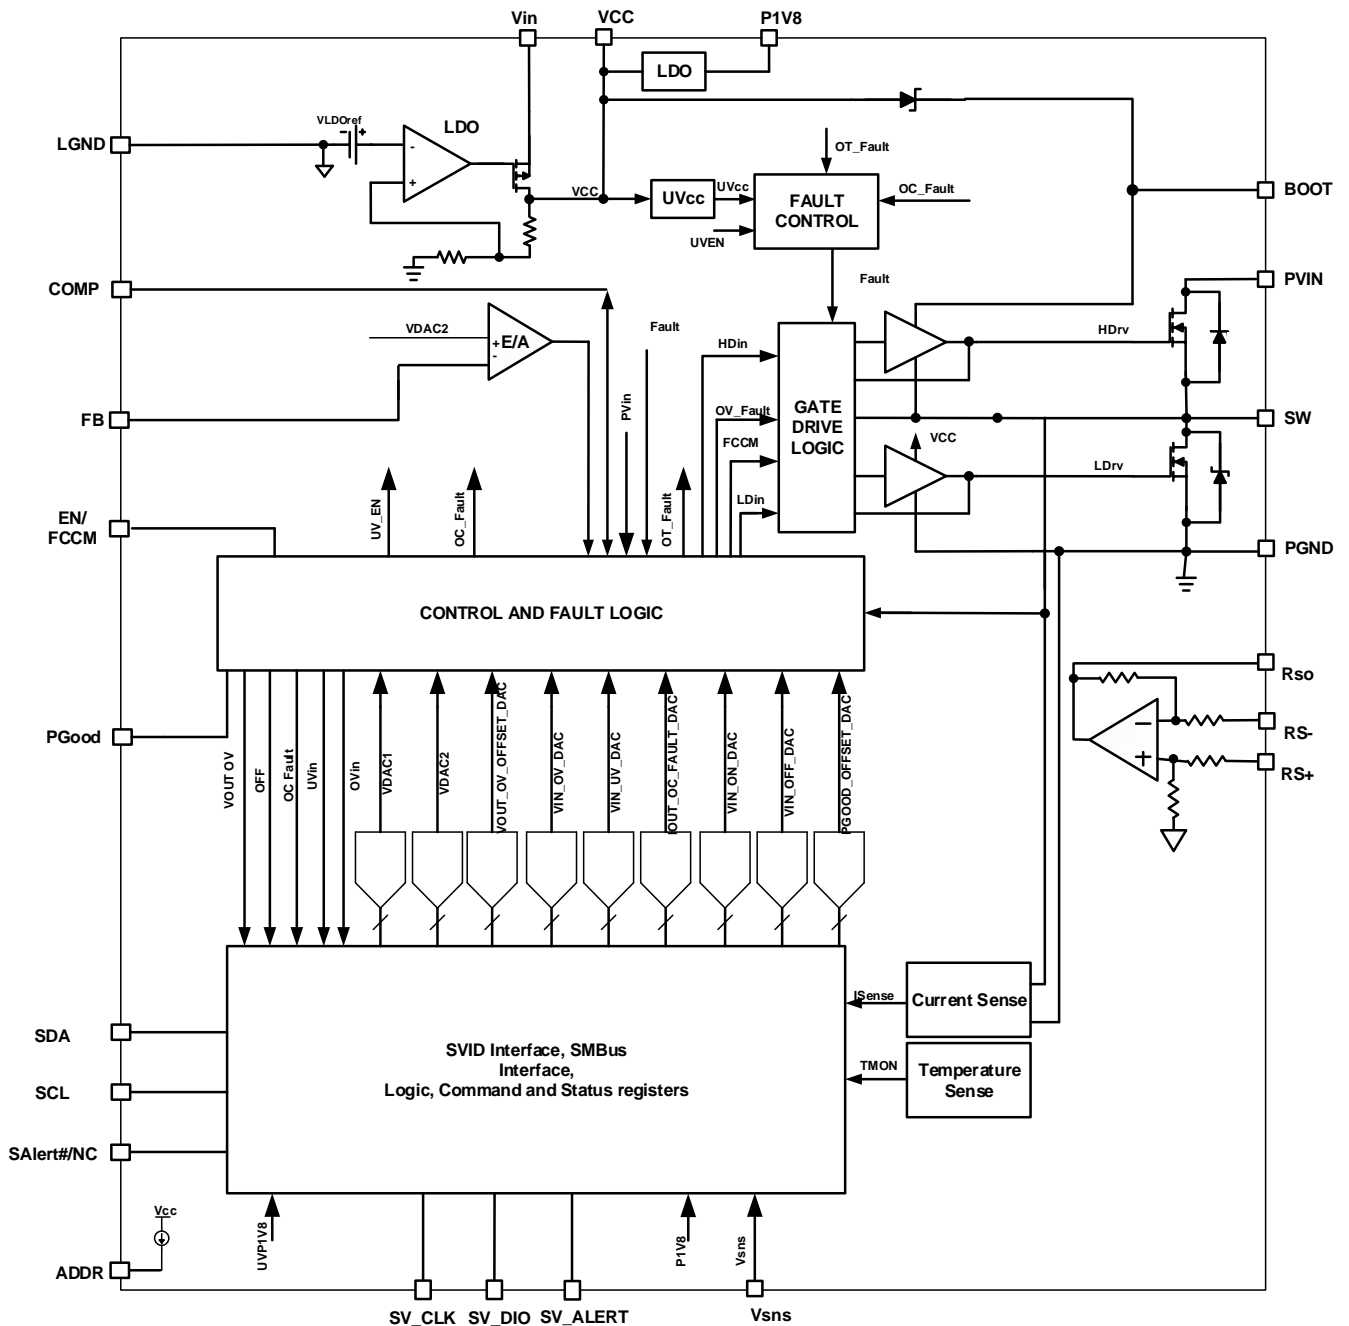 Vin
VCC
P1V8
LDO
VLDOref
LDO
-
+
-
+
LGND
OT_Fault
VCC
UVcc
UVcc
FAULT
CONTROL
OC_Fault
UVEN
BOOT
COMP
Fault
PVIN
VDAC2
E/A
+
-
Fault
HDin
HDrv
FB
PVin
OV_Fault
GATE
DRIVE
LOGIC
SW
FCCM
VCC
LDrv
LDin
EN/
FCCM
UV_EN
OC_Fault
OT_Fault
PGND
CONTROL AND FAULT LOGIC
Rso
RS-
RS+
−
+
PGood
VOUT OV
OFF
OC Fault
UVin
OVin
VDAC1
VDAC2
VOUT_OV_OFFSET_DAC
VIN_OV_DAC
VIN_UV_DAC
IOUT_OC_FAULT_DAC
VIN_ON_DAC
VIN_OFF_DAC
PGOOD_OFFSET_DAC
ISense
Current Sense
SDA
SVID Interface, SMBus
Interface,
Logic, Command and Status registers
TMON
Temperature
Sense
SCL
SAlert#/NC
Vcc
ADDR
UVP1V8
P1V8
Vsns
SV_CLK
SV_DIO
SV_ALERT
Vsns